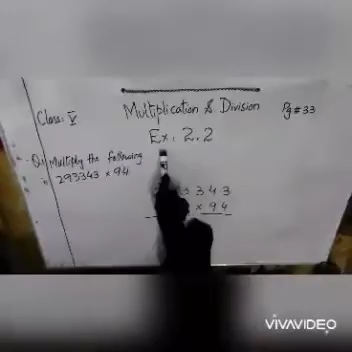 Multiplication & Division
Class: V
Pg # 33
Ex. 2.2
Q1 Multiply the following
293343 × 94
3 3 4 3
× 9 4
VIVAVIDEO